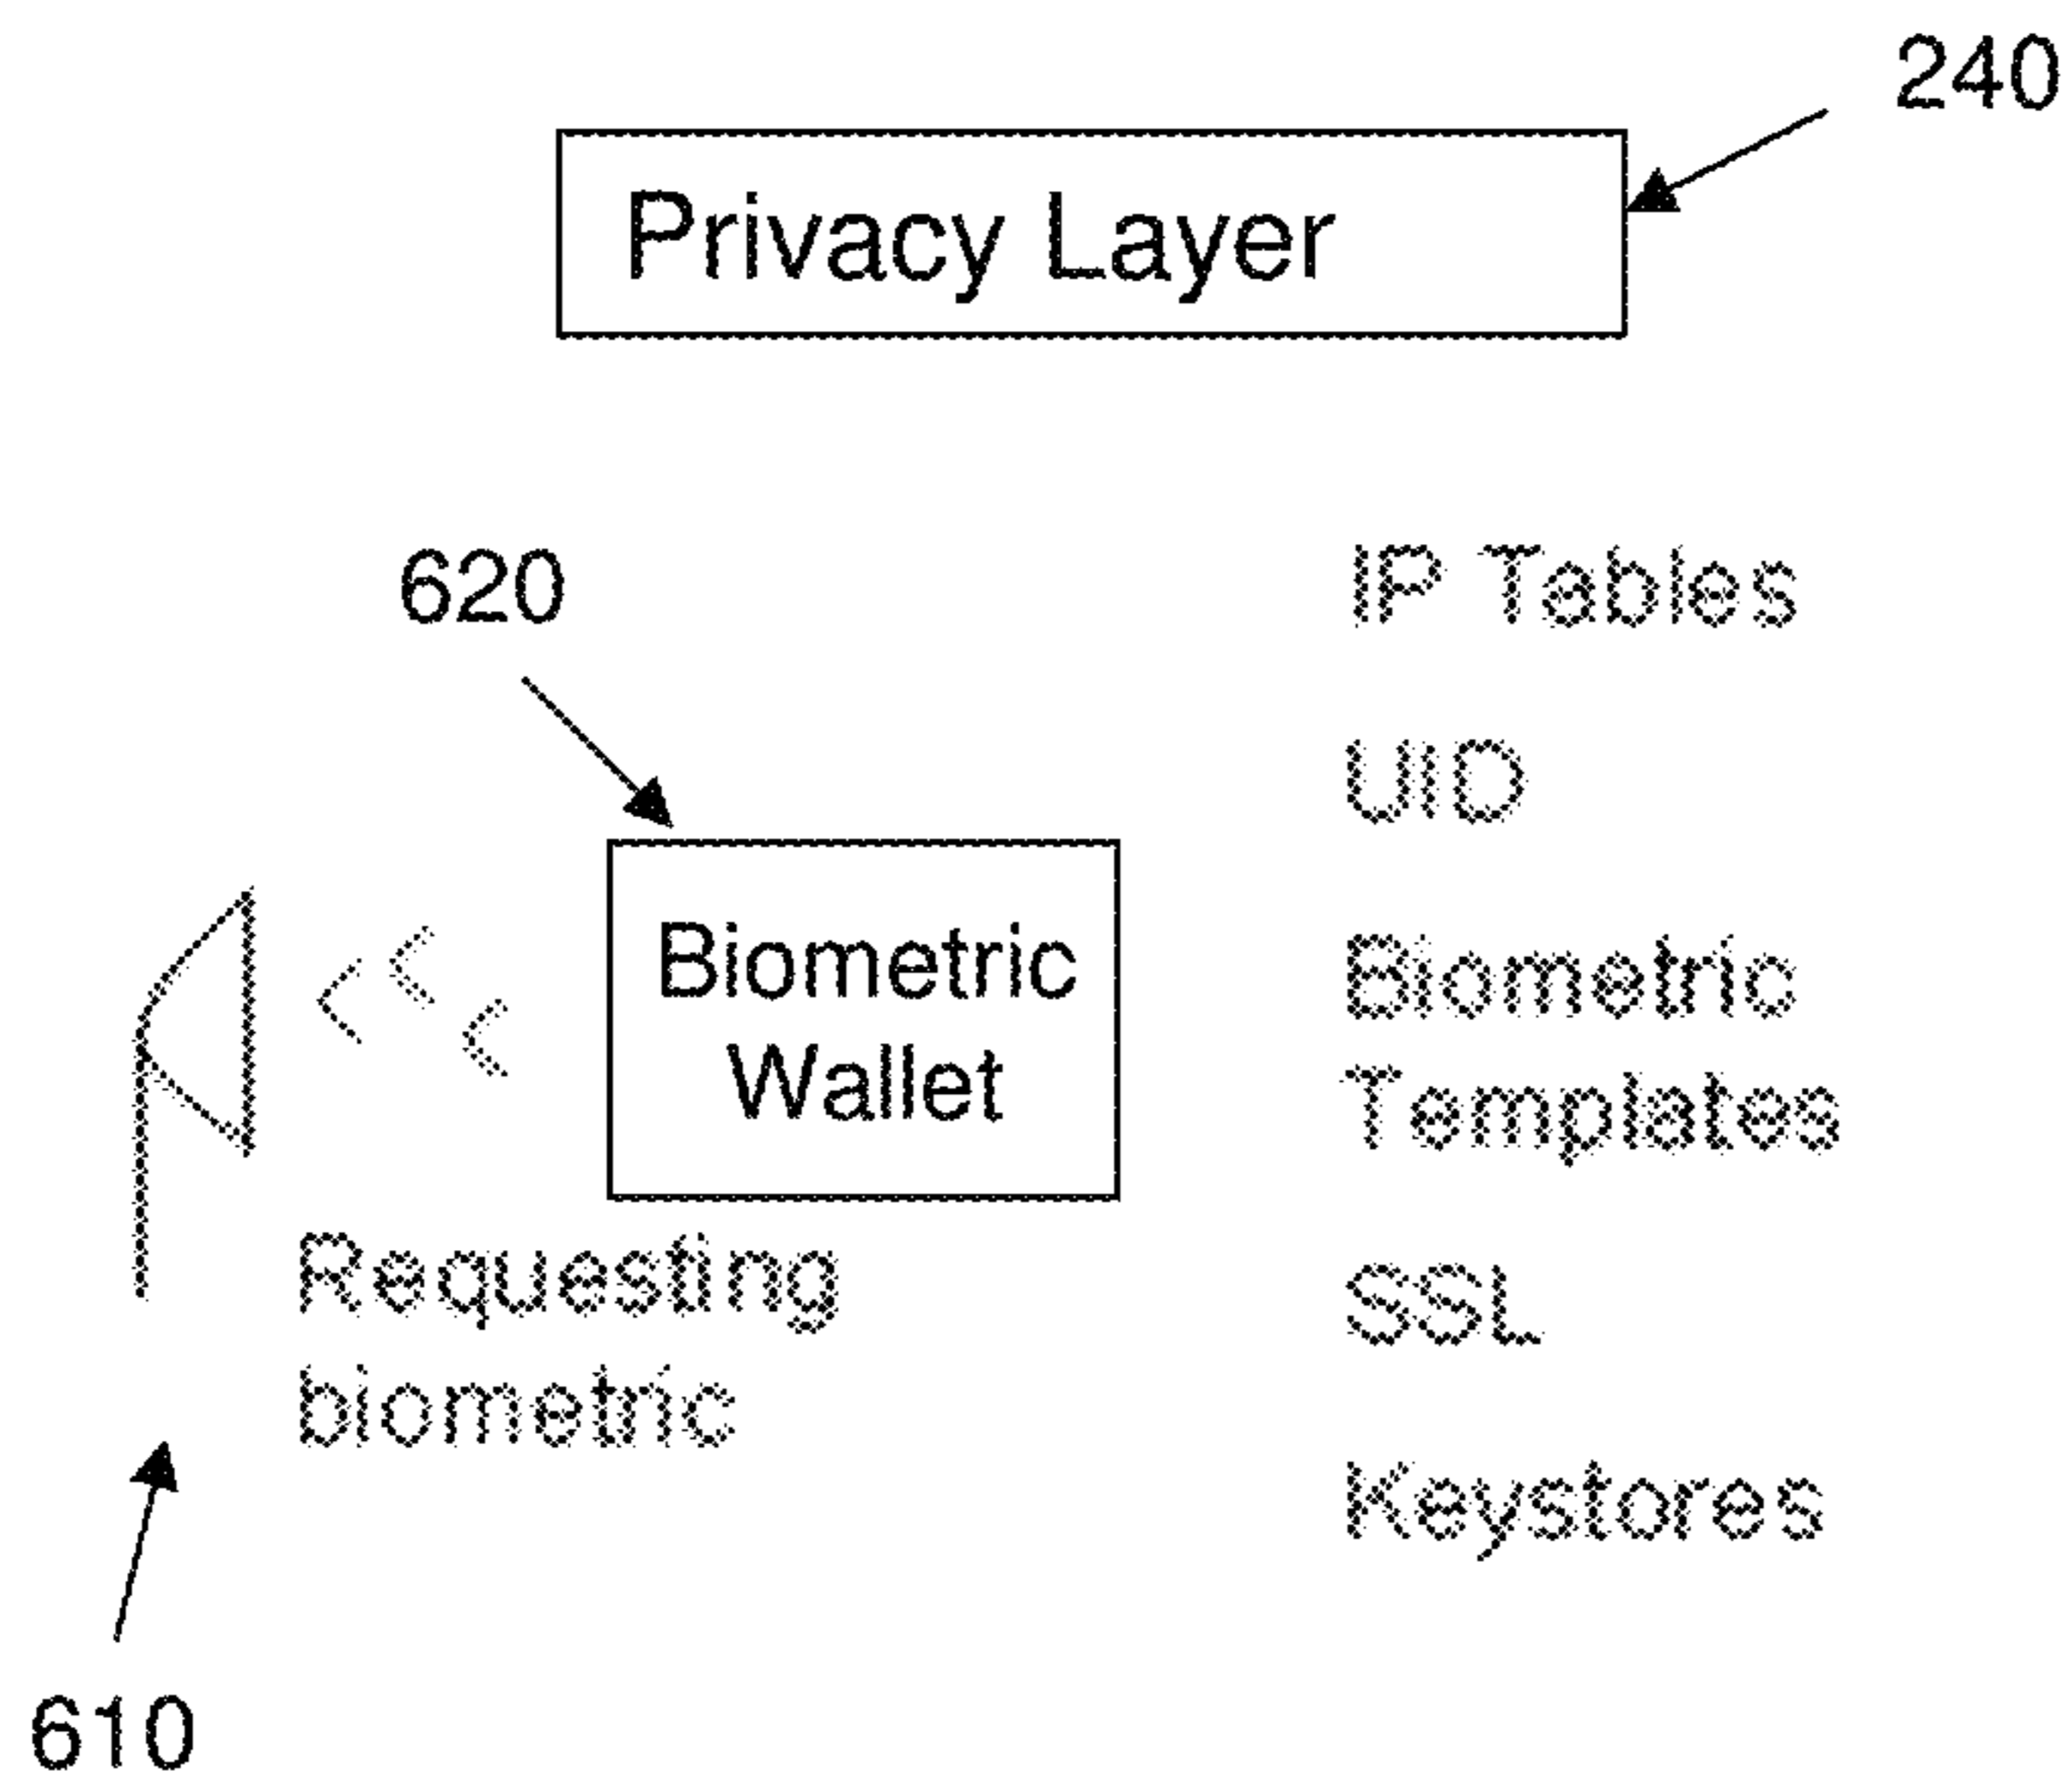 240
Privacy Layer
620
IP Tables
UID
Biometric
Wallet
Biometric
Templates
Requesting
biometric
SSL
Keystores
610